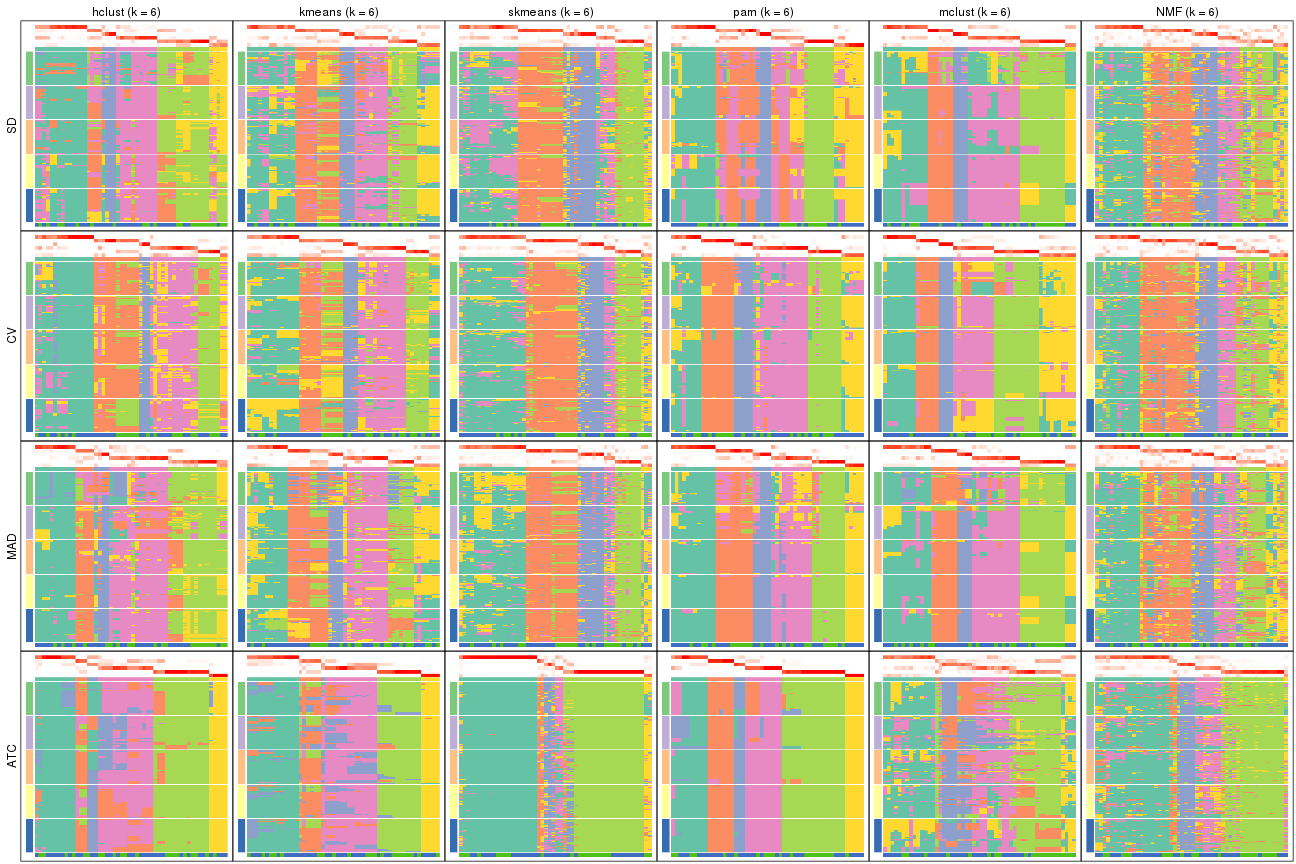 hclust (k = 6)
kmeans (k = 6)
skmeans (k = 6)
pam (k = 6)
mclust (k = 6)
NMF (k = 6)
SD
CV
MAD
ATC